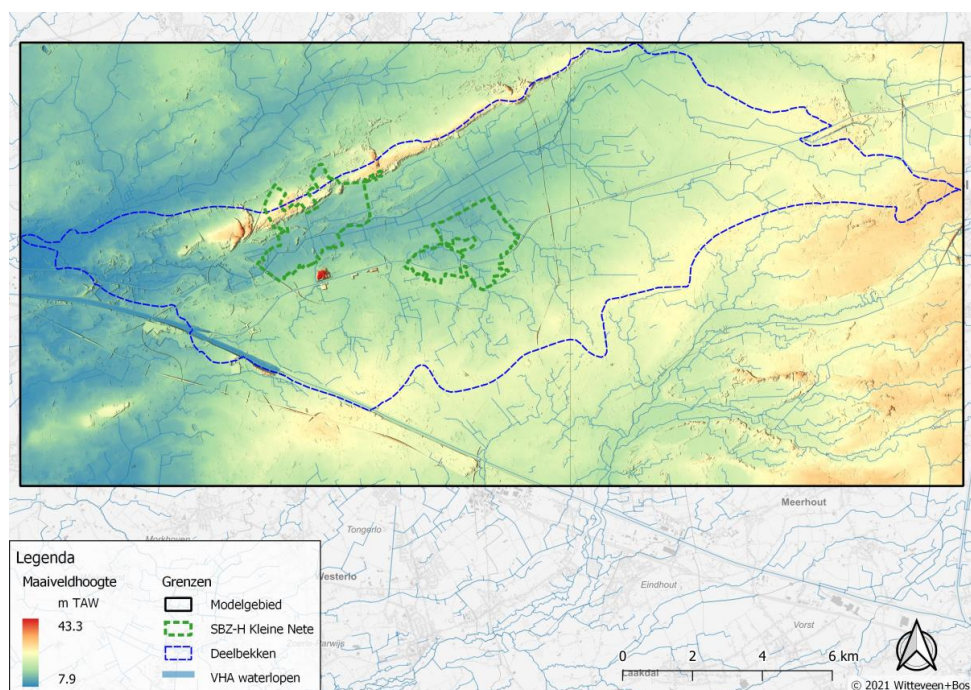 Meerhout
Tongerlo
Westerlo
Eindhout
Vorst
Laakdal
Legenda
Maaiveldhoogte
m TAW
43.3
7.9
Grenzen
Modelgebied
SBZ-H Kleine Nete
Deelbekken
VHA waterlopen
0 2 4 6 km
© 2021 Witteveen+Bos